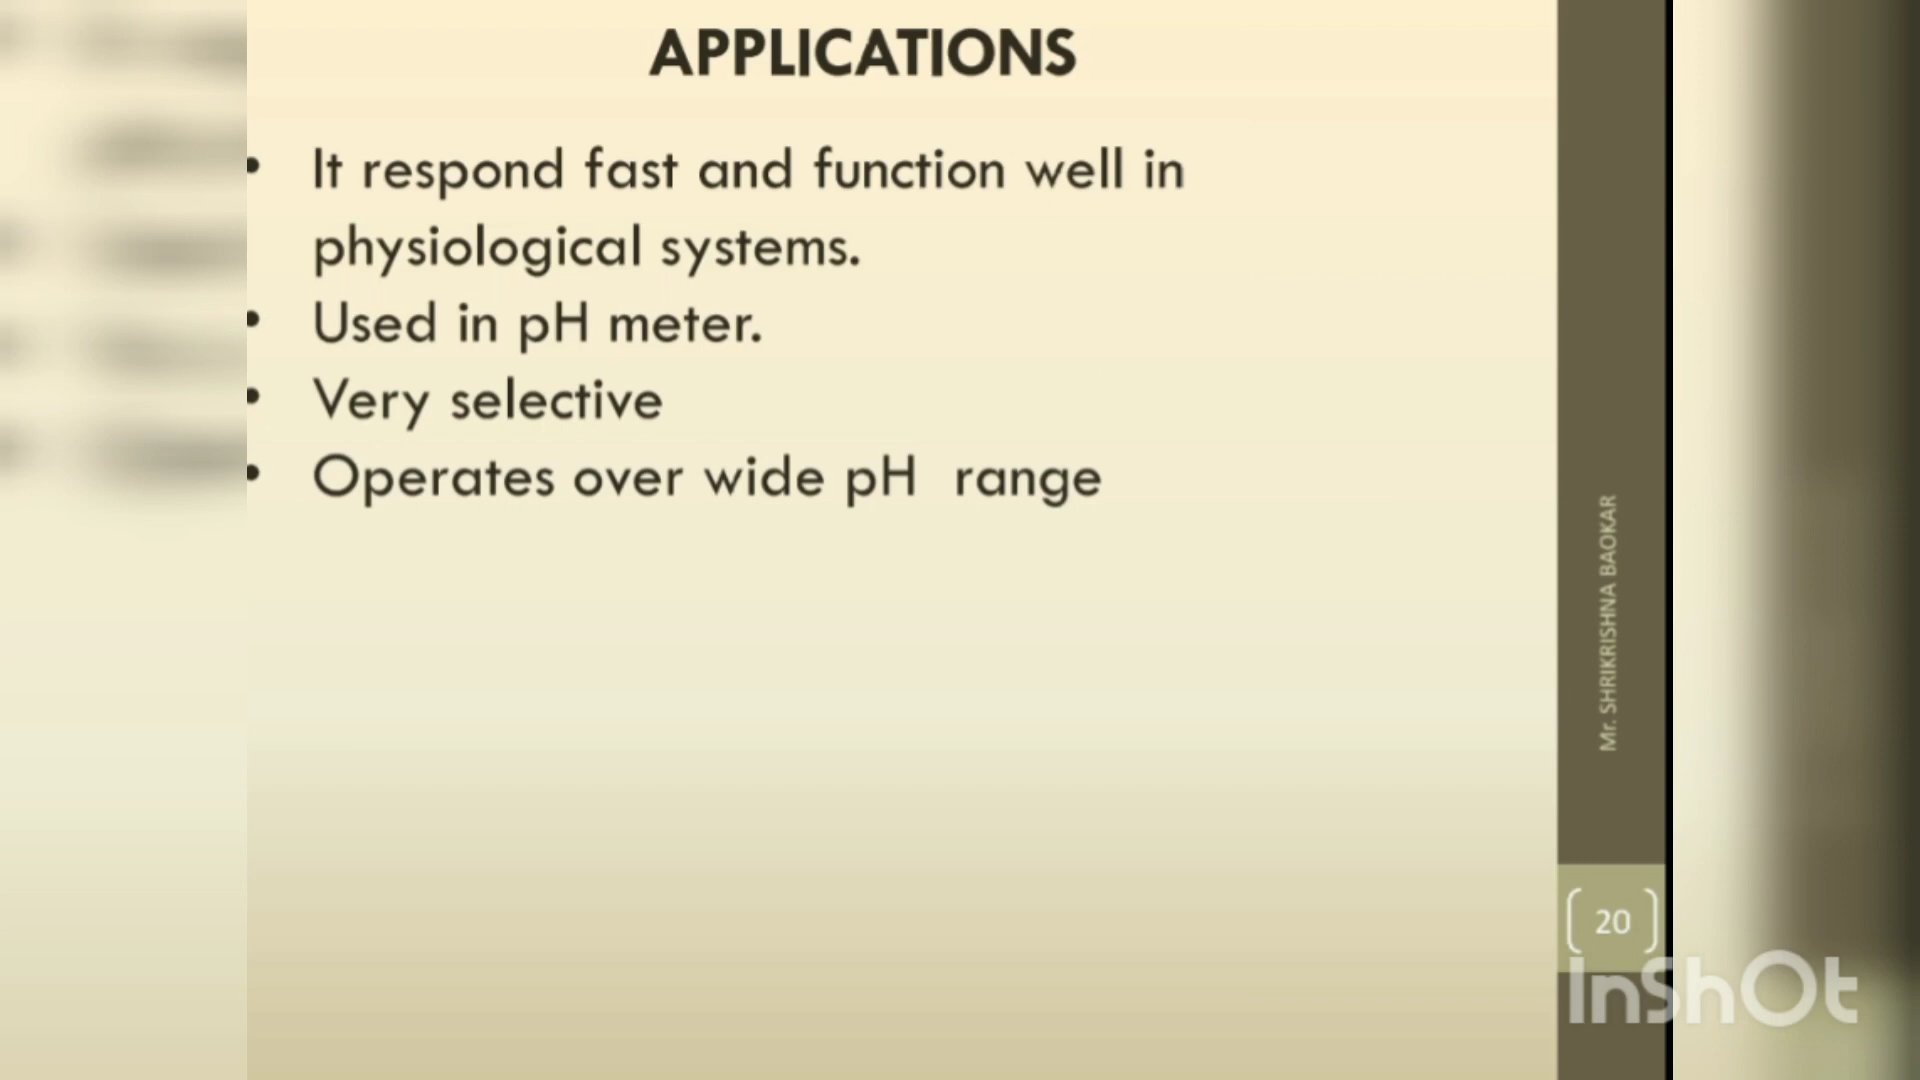 APPLICATIONS
• It respond fast and function well in
physiological systems.
• Used in pH meter.
• Very selective
• Operates over wide pH range
Mr. SHRIKRISHNA BAOKAR
20
InShOt